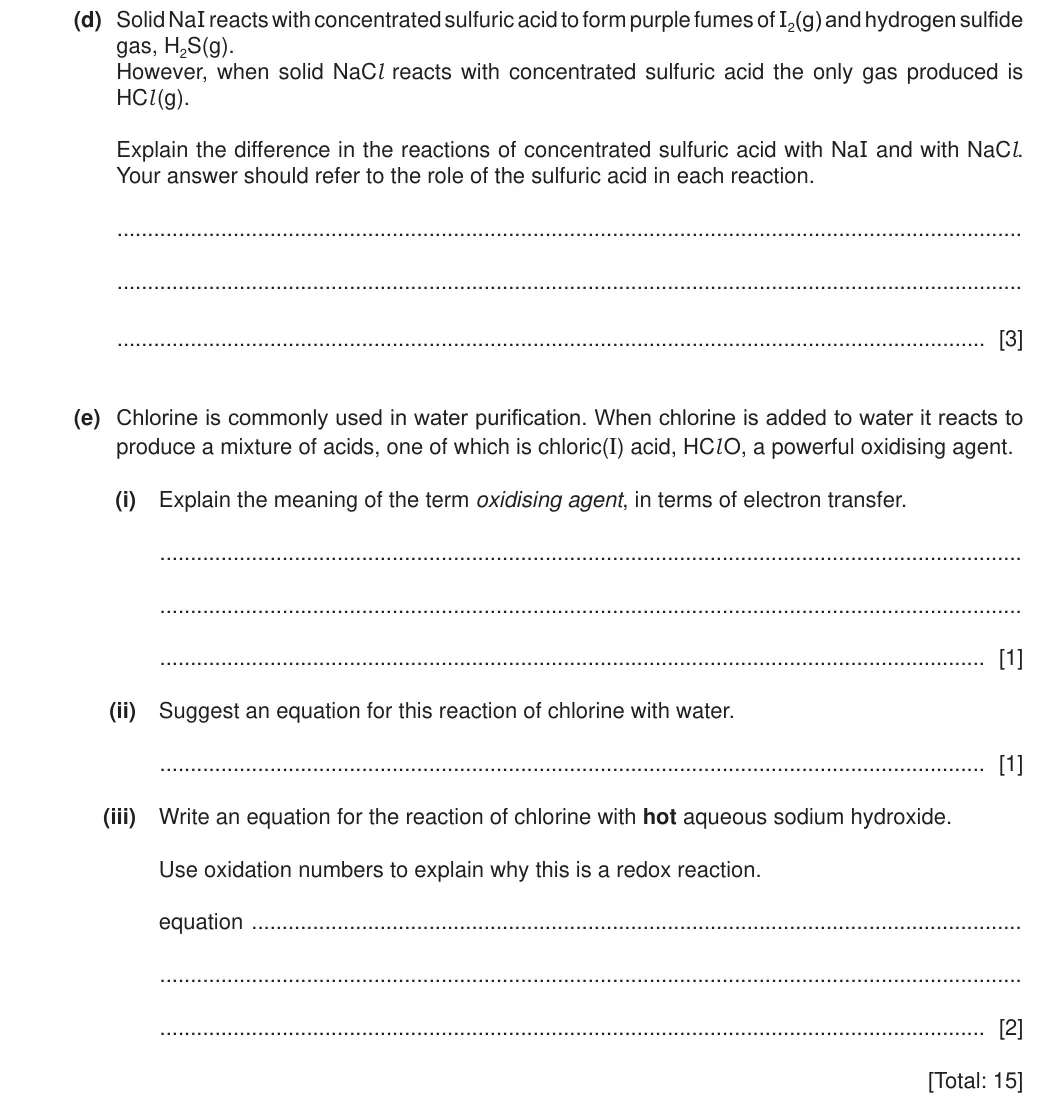 (d) Solid NaI reacts with concentrated sulfuric acid to form purple fumes of I₂(g) and hydrogen sulfide
gas, H₂S(g).
However, when solid NaCl reacts with concentrated sulfuric acid the only gas produced is
HCl(g).
Explain the difference in the reactions of concentrated sulfuric acid with NaI and with NaCl.
Your answer should refer to the role of the sulfuric acid in each reaction.
..........................................................................................
..........................................................................................
.......................................................................................... [3]
(e) Chlorine is commonly used in water purification. When chlorine is added to water it reacts to
produce a mixture of acids, one of which is chloric(I) acid, HClO, a powerful oxidising agent.
(i) Explain the meaning of the term oxidising agent, in terms of electron transfer.
..........................................................................................
..........................................................................................
.......................................................................................... [1]
(ii) Suggest an equation for this reaction of chlorine with water.
.......................................................................................... [1]
(iii) Write an equation for the reaction of chlorine with hot aqueous sodium hydroxide.
Use oxidation numbers to explain why this is a redox reaction.
equation ..........................................................................................
..........................................................................................
.......................................................................................... [2]
[Total: 15]